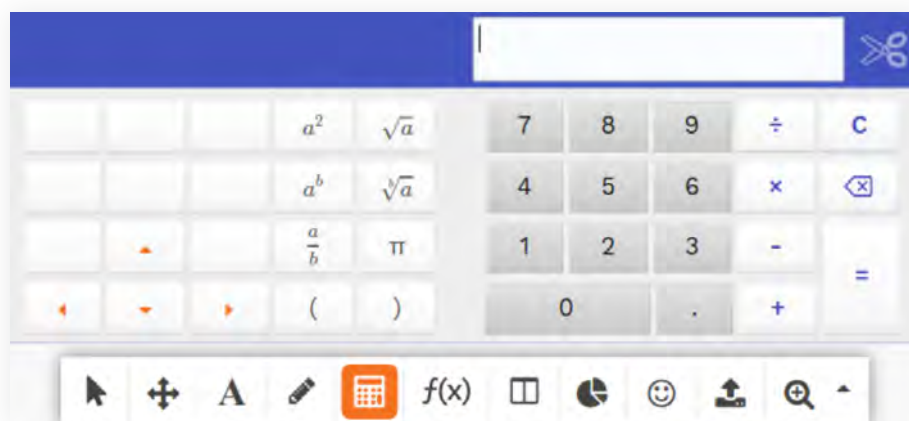 a² √a 7 8 9 ÷ C
aᵇ ᵇ√a 4 5 6 ×
a/b π 1 2 3 - =
( ) 0 . +
A f(x)